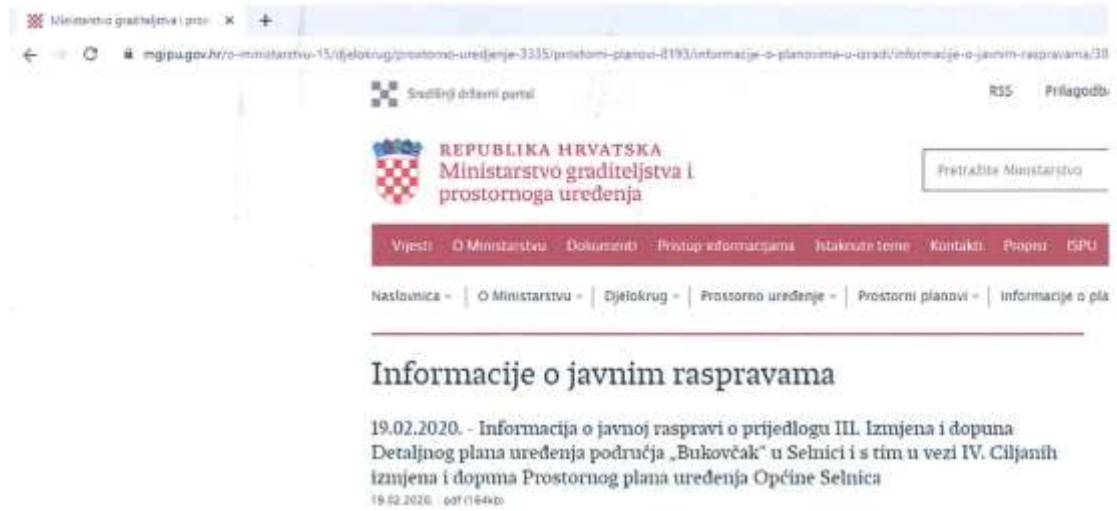 Ministarstvo graditeljstva i pros
mgipu.gov.hr/o-ministarstvu-15/djelokrug/prostorno-uredjenje-3335/prostorni-planovi-8193/informacije-o-planovima-u-izradi/informacije-o-javnim-raspravama/38
Središnji državni portal
RSS Prilagodb
REPUBLIKA HRVATSKA
Ministarstvo graditeljstva i
prostornoga uređenja
Pretražite Ministarstvo
Vijesti O Ministarstvu Dokumenti Pristup informacijama Istaknute teme Kontakti Propisi ISPU
Naslovnica | O Ministarstvu | Djelokrug | Prostorno uređenje | Prostorni planovi | Informacije o pla
Informacije o javnim raspravama
19.02.2020. - Informacija o javnoj raspravi o prijedlogu III. Izmjena i dopuna
Detaljnog plana uređenja područja „Bukovčak“ u Selnici i s tim u vezi IV. Ciljanih
izmjena i dopuna Prostornog plana uređenja Općine Selnica
19.02.2020. pdf (164kb)